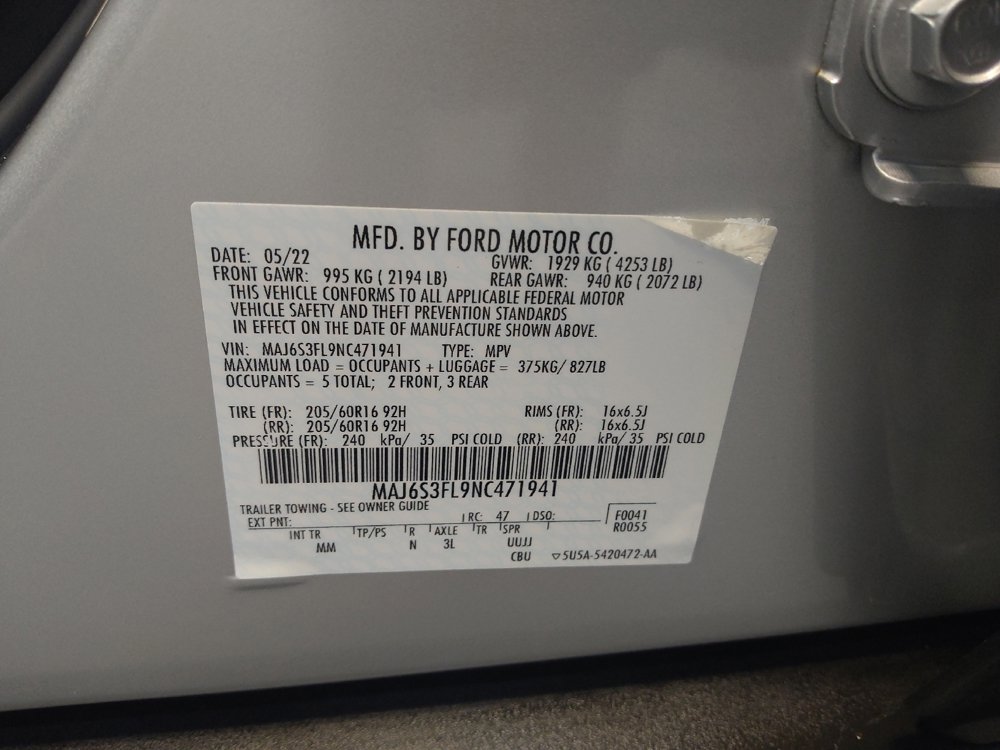 MFD. BY FORD MOTOR CO.
DATE: 05/22 GVWR: 1929 KG ( 4253 LB)
FRONT GAWR: 995 KG ( 2194 LB) REAR GAWR: 940 KG ( 2072 LB)
THIS VEHICLE CONFORMS TO ALL APPLICABLE FEDERAL MOTOR
VEHICLE SAFETY AND THEFT PREVENTION STANDARDS
IN EFFECT ON THE DATE OF MANUFACTURE SHOWN ABOVE.
VIN: MAJ6S3FL9NC471941 TYPE: MPV
MAXIMUM LOAD = OCCUPANTS + LUGGAGE = 375KG/ 827LB
OCCUPANTS = 5 TOTAL; 2 FRONT, 3 REAR
TIRE (FR): 205/60R16 92H RIMS (FR): 16x6.5J
(RR): 205/60R16 92H (RR): 16x6.5J
PRESSURE (FR): 240 kPa/ 35 PSI COLD (RR): 240 kPa/ 35 PSI COLD
MAJ6S3FL9NC471941
TRAILER TOWING - SEE OWNER GUIDE
EXT PNT: RC: 47 DSO: F0041
R0055
INT TR TP/PS R AXLE TR SPR
MM N 3L UUJJ
CBU ▽5U5A-5420472-AA